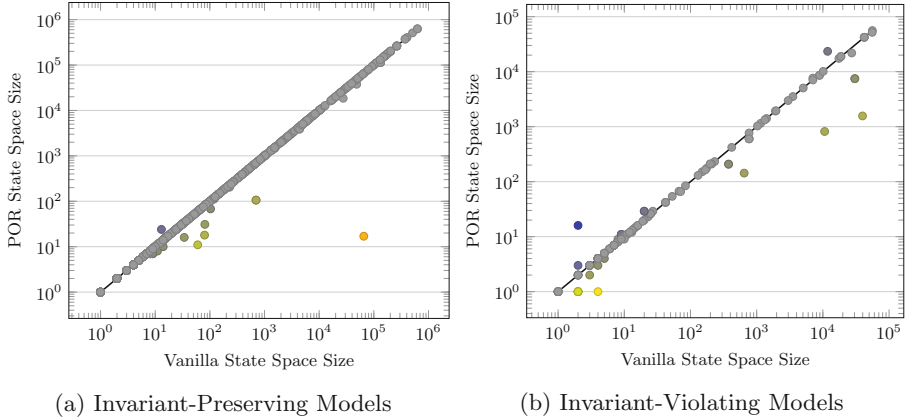 10^6
10^5
10^4
10^3
10^2
10^1
10^0
POR State Space Size
10^0 10^1 10^2 10^3 10^4 10^5 10^6
Vanilla State Space Size
(a) Invariant-Preserving Models
10^5
10^4
10^3
10^2
10^1
10^0
POR State Space Size
10^0 10^1 10^2 10^3 10^4 10^5
Vanilla State Space Size
(b) Invariant-Violating Models